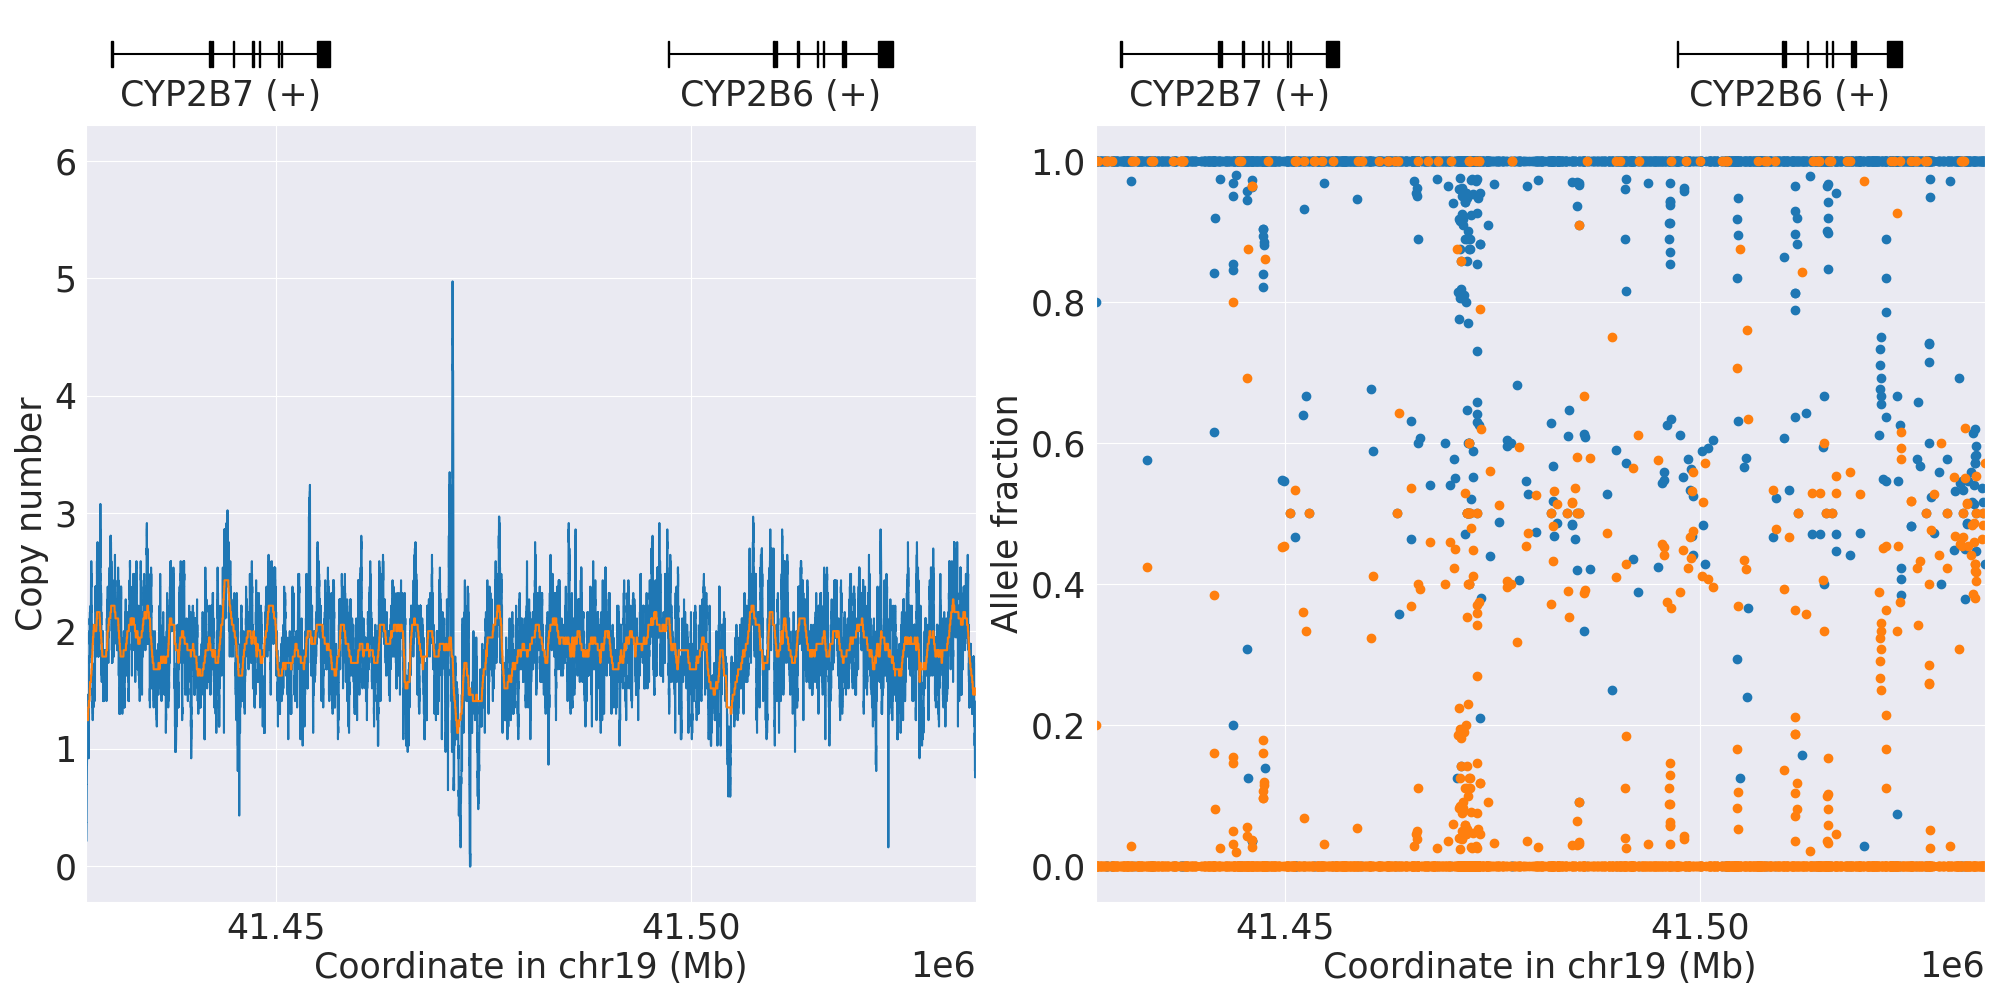 CYP2B7 (+) CYP2B6 (+)
6
5
4
3
2
1
0
Copy number
41.45 41.50
Coordinate in chr19 (Mb) 1e6
CYP2B7 (+) CYP2B6 (+)
1.0
0.8
0.6
0.4
0.2
0.0
Allele fraction
41.45 41.50
Coordinate in chr19 (Mb) 1e6